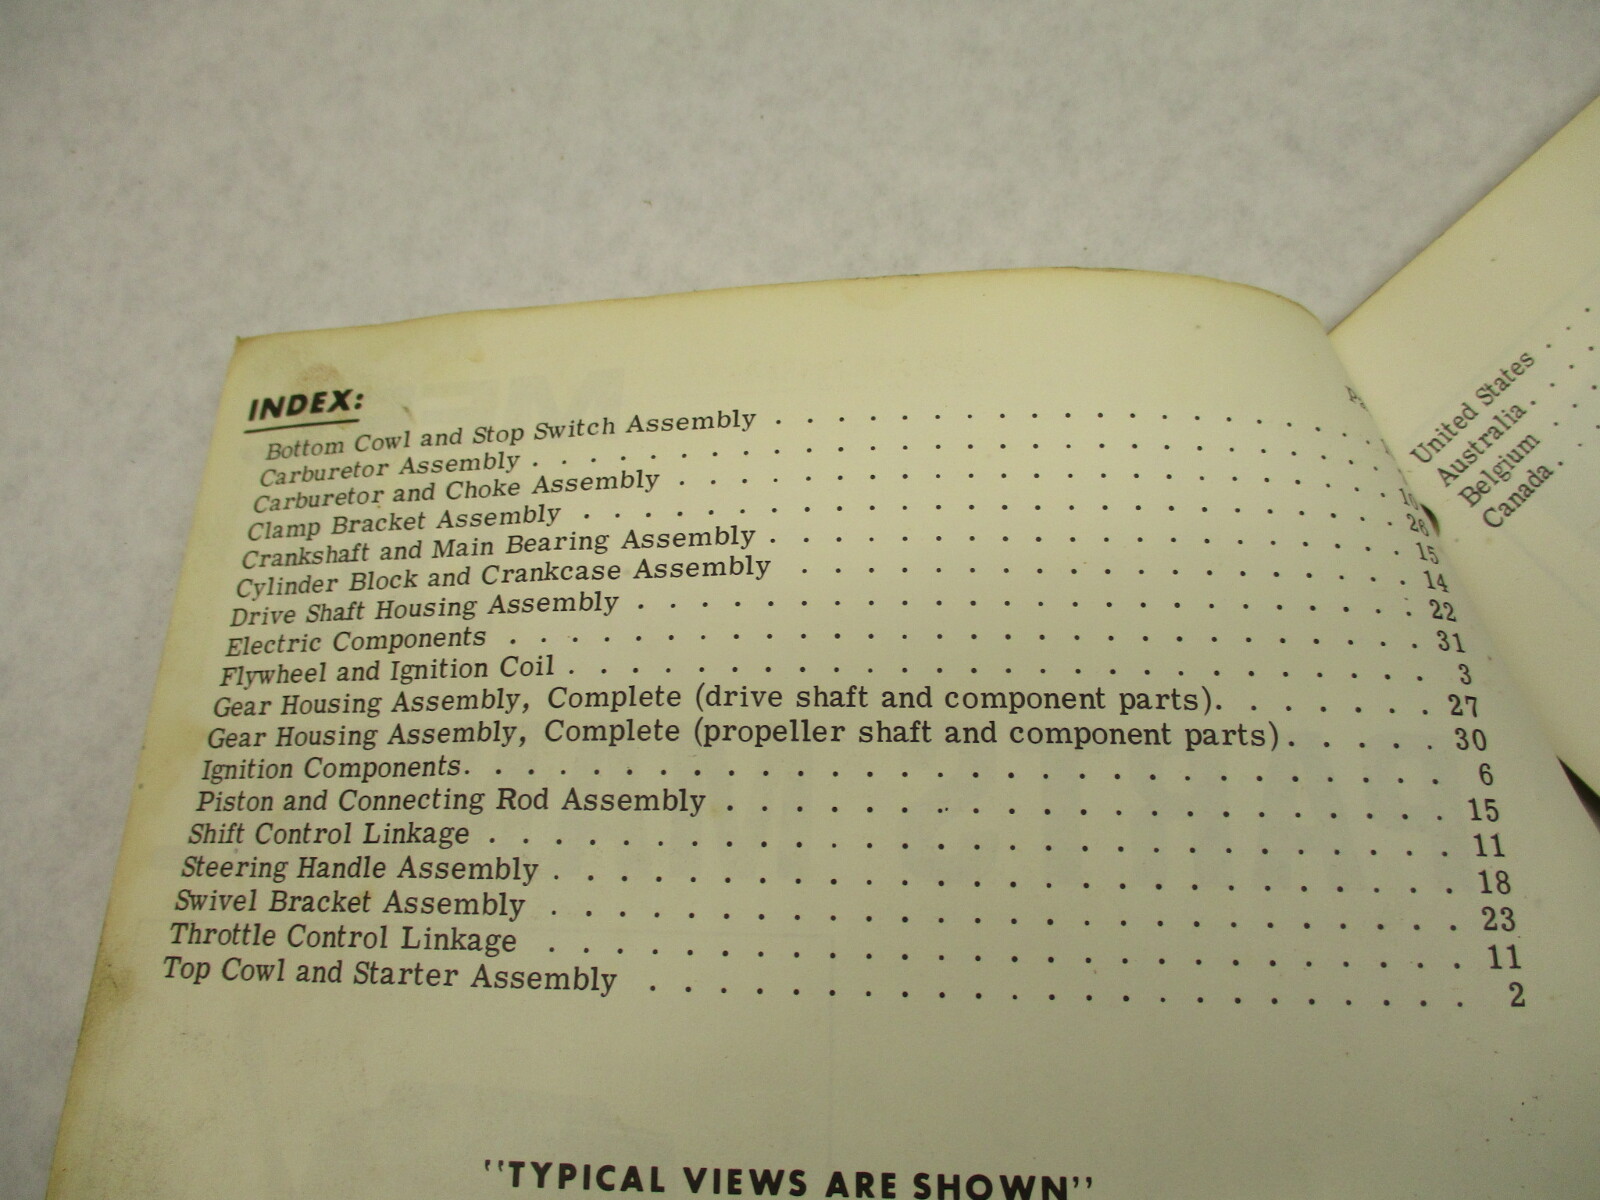 INDEX:
Bottom Cowl and Stop Switch Assembly . . . . . . . . . . . . . . . . .
Carburetor Assembly . . . . . . . . . . . . . . . . . . . . . . . .
Carburetor and Choke Assembly . . . . . . . . . . . . . . . . . . . . 10
Clamp Bracket Assembly . . . . . . . . . . . . . . . . . . . . . . .
Crankshaft and Main Bearing Assembly . . . . . . . . . . . . . . . . . . 15
Cylinder Block and Crankcase Assembly . . . . . . . . . . . . . . . . . 14
Drive Shaft Housing Assembly . . . . . . . . . . . . . . . . . . . . . . 22
Electric Components . . . . . . . . . . . . . . . . . . . . . . . . . . 31
Flywheel and Ignition Coil . . . . . . . . . . . . . . . . . . . . . . . . 3
Gear Housing Assembly, Complete (drive shaft and component parts). . . . . . . 27
Gear Housing Assembly, Complete (propeller shaft and component parts) . . . . . 30
Ignition Components. . . . . . . . . . . . . . . . . . . . . . . . . . . 6
Piston and Connecting Rod Assembly . . . . . . . . . . . . . . . . . . . . 15
Shift Control Linkage . . . . . . . . . . . . . . . . . . . . . . . . . . . 11
Steering Handle Assembly . . . . . . . . . . . . . . . . . . . . . . . . . 18
Swivel Bracket Assembly . . . . . . . . . . . . . . . . . . . . . . . . . . 23
Throttle Control Linkage . . . . . . . . . . . . . . . . . . . . . . . . . . 11
Top Cowl and Starter Assembly . . . . . . . . . . . . . . . . . . . . . . . 2
"TYPICAL VIEWS ARE SHOWN"
United States . .
Australia . . .
Belgium . . .
Canada . . .